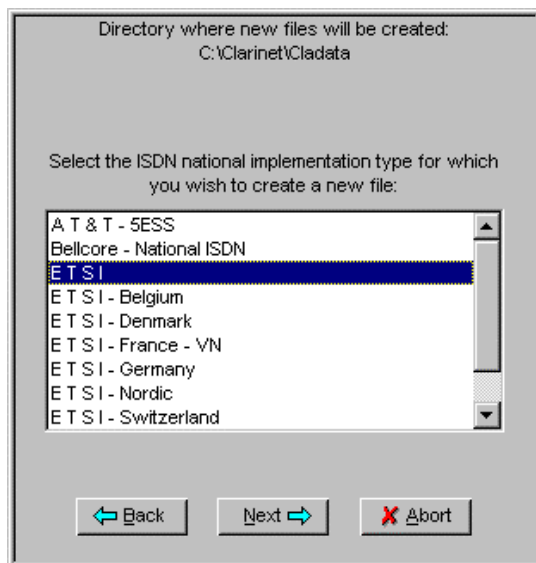 Directory where new files will be created:
C:\Clarinet\Cladata
Select the ISDN national implementation type for which
you wish to create a new file:
A T & T - 5ESS
Bellcore - National ISDN
E T S I
E T S I - Belgium
E T S I - Denmark
E T S I - France - VN
E T S I - Germany
E T S I - Nordic
E T S I - Switzerland
Back
Next
Abort